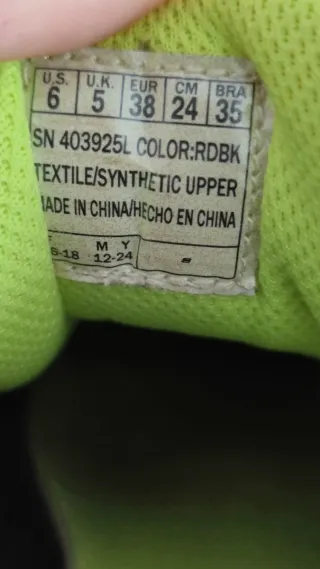 U.S. U.K. EUR CM BRA
6 5 38 24 35
SN 403925L COLOR:RDBK
TEXTILE/SYNTHETIC UPPER
MADE IN CHINA/HECHO EN CHINA
M Y
-18 12-24 -